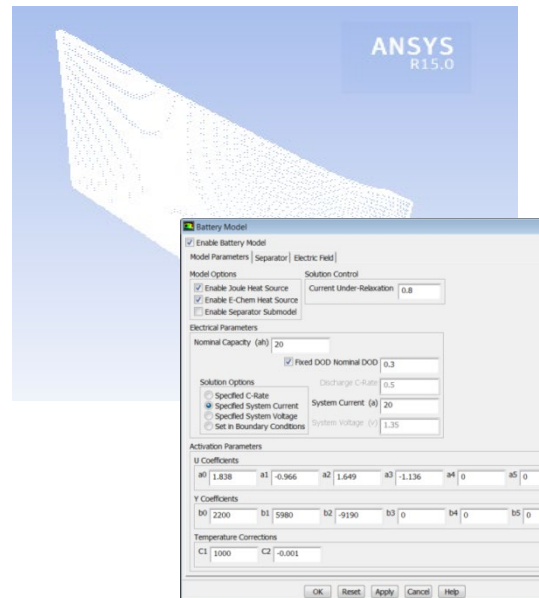 ANSYS
R15.0
Battery Model
Enable Battery Model
Model Parameters Separator Electric Field
Model Options Solution Control
Enable Joule Heat Source Current Under-Relaxation 0.8
Enable E-Chem Heat Source
Enable Separator Submodel
Electrical Parameters
Nominal Capacity (ah) 20
Fixed DOD Nominal DOD 0.3
Solution Options Discharge C-Rate 0.5
Specified C-Rate
Specified System Current System Current (a) 20
Specified System Voltage System Voltage (v) 1.35
Set in Boundary Conditions
Activation Parameters
U Coefficients
a0 1.838 a1 -0.966 a2 1.649 a3 -1.136 a4 0 a5 0
Y Coefficients
b0 2200 b1 5980 b2 -9190 b3 0 b4 0 b5 0
Temperature Corrections
C1 1000 C2 -0.001
OK Reset Apply Cancel Help